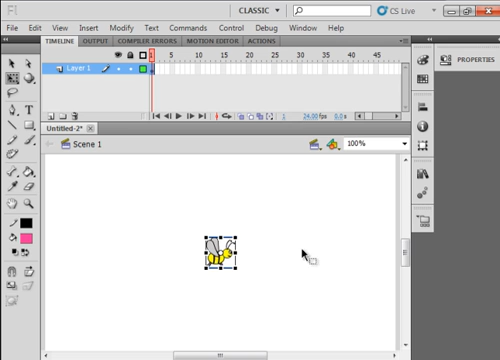 Fl CLASSIC CS Live
File Edit View Insert Modify Text Commands Control Debug Window Help
TIMELINE OUTPUT COMPILER ERRORS MOTION EDITOR ACTIONS
1 5 10 15 20 25 30 35 40 45
Layer 1
1 24.00fps 0.0s
Untitled-2*
Scene 1 100%
PROPERTIES